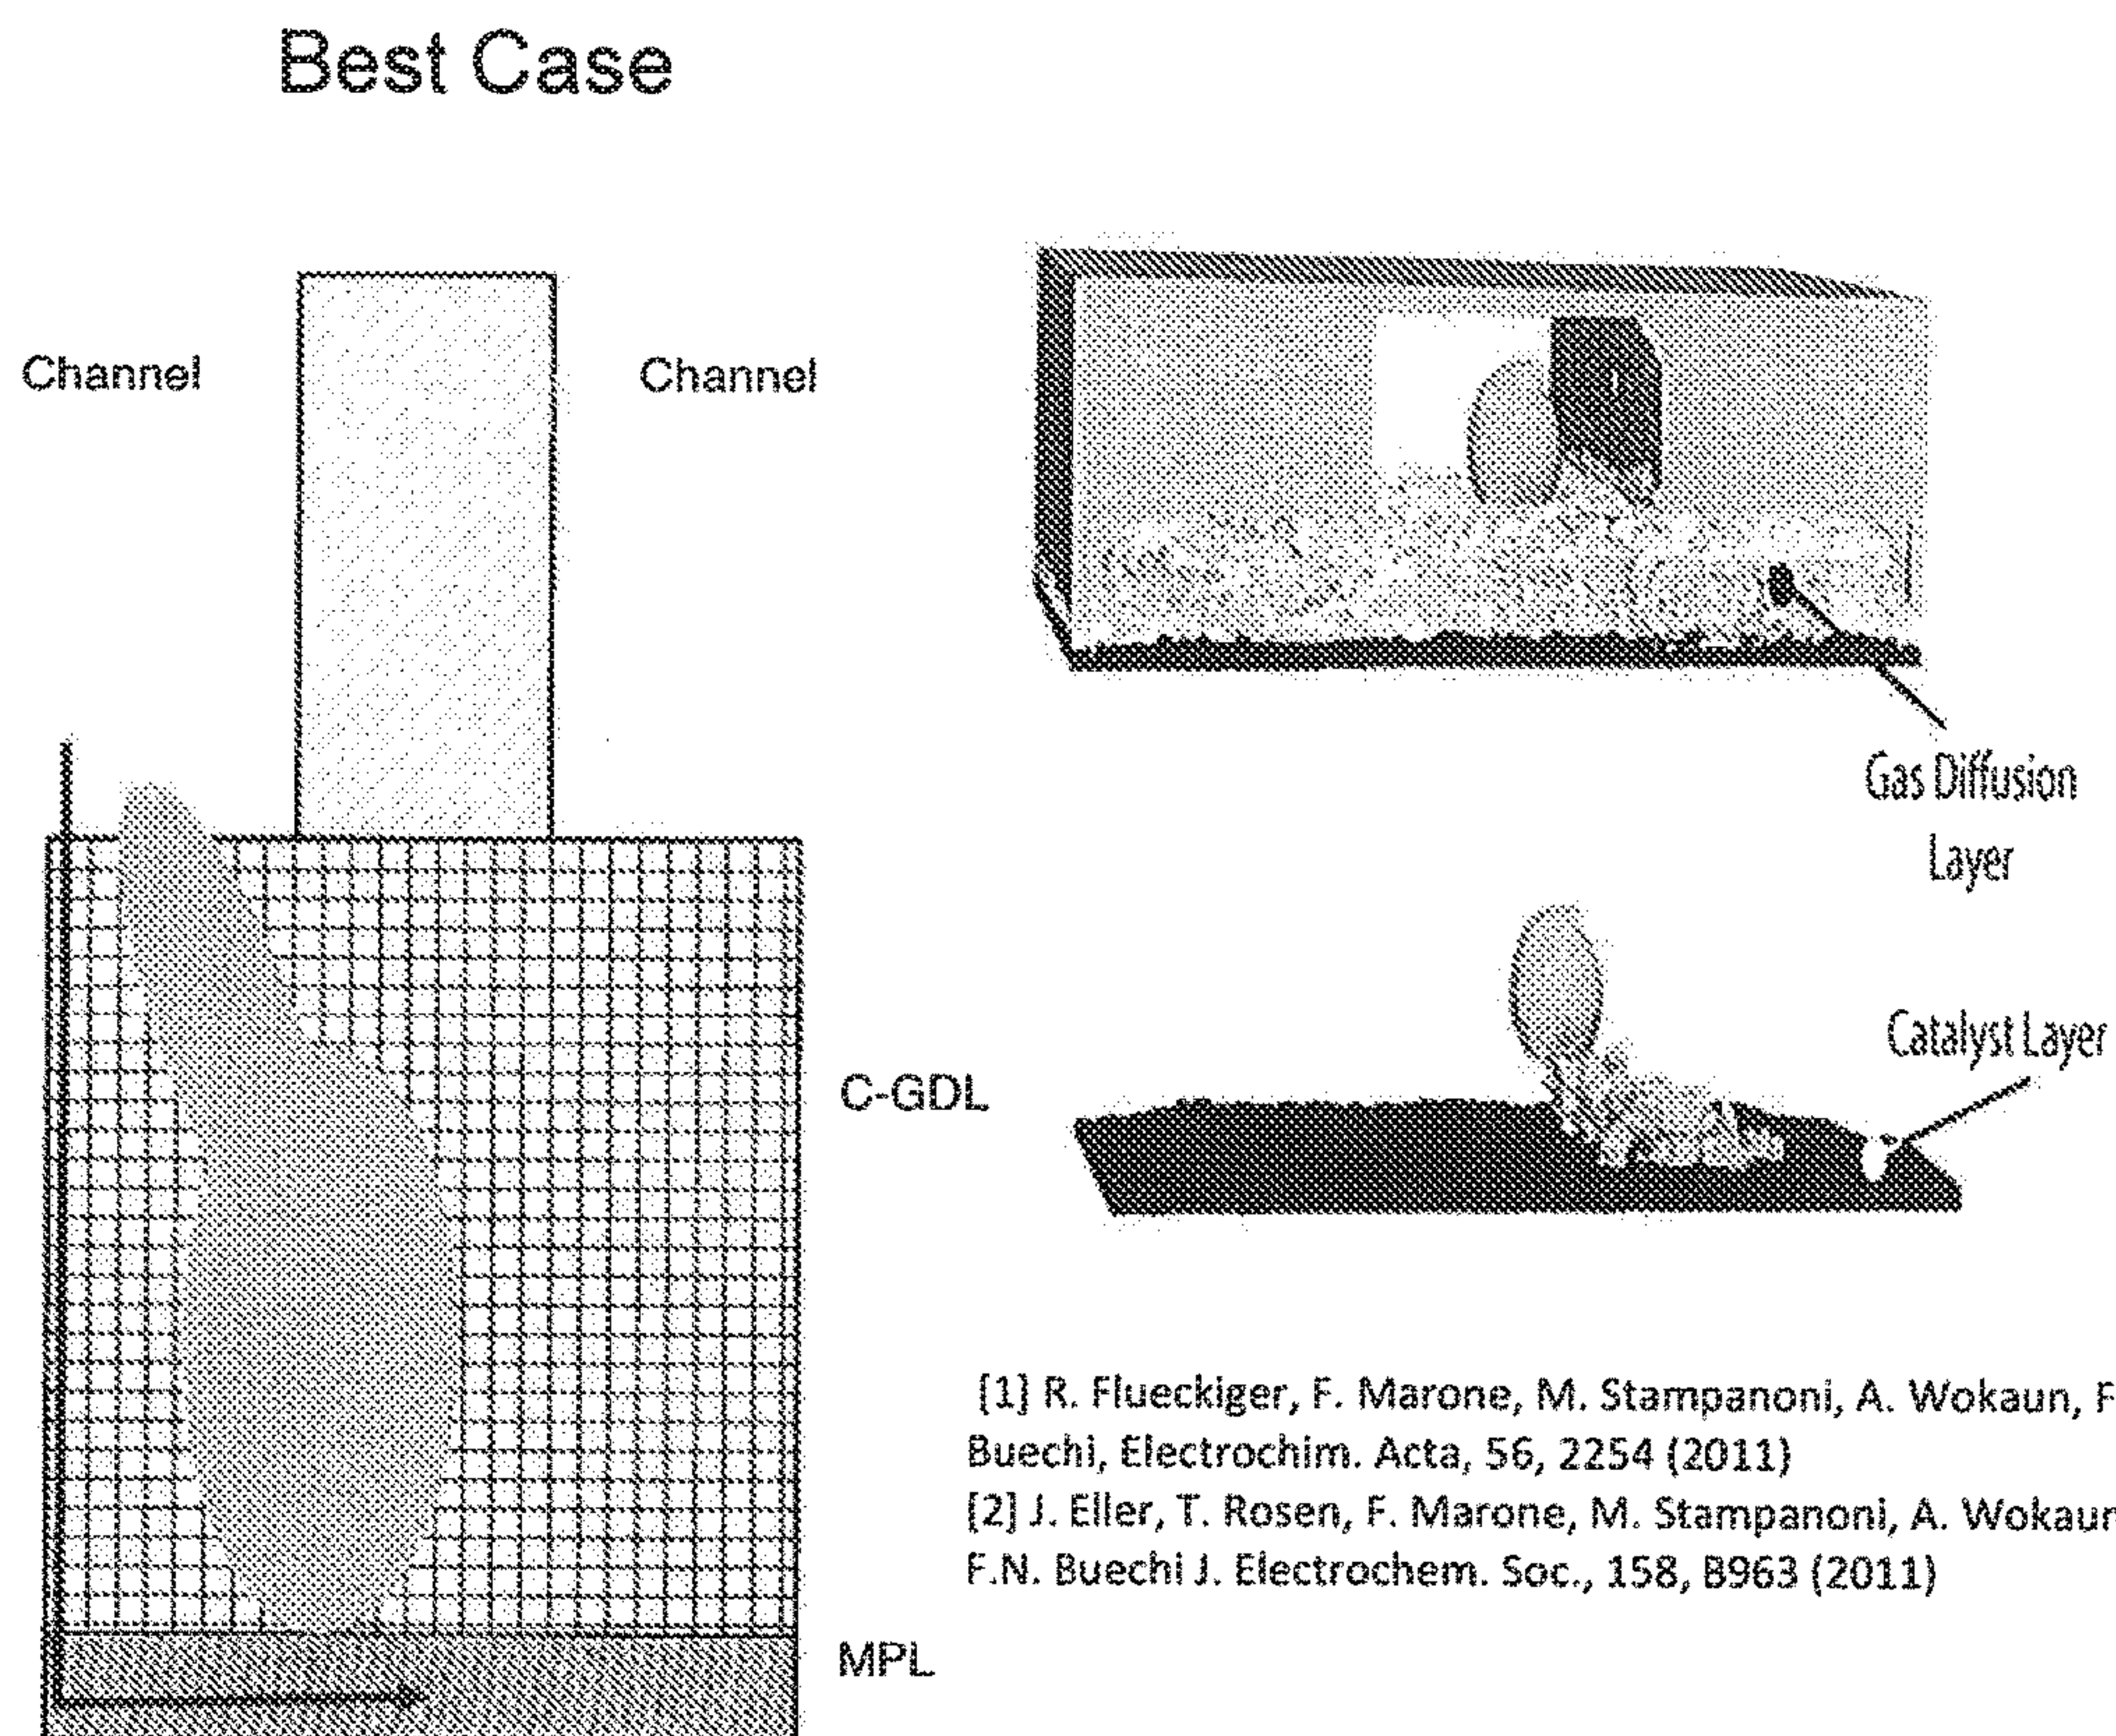 Best Case
Channel
Channel
C-GDL
MPL
Gas Diffusion
Layer
Catalyst Layer
[1] R. Flueckiger, F. Marone, M. Stampanoni, A. Wokaun, F
Buechi, Electrochim. Acta, 56, 2254 (2011)
[2] J. Eller, T. Rosen, F. Marone, M. Stampanoni, A. Wokaun
F.N. Buechi J. Electrochem. Soc., 158, B963 (2011)